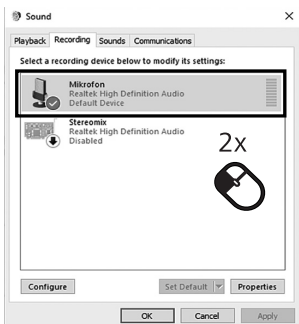 Sound
Playback Recording Sounds Communications
Select a recording device below to modify its settings:
Mikrofon
Realtek High Definition Audio
Default Device
Stereomix
Realtek High Definition Audio
Disabled
2x
Configure Set Default Properties
OK Cancel Apply